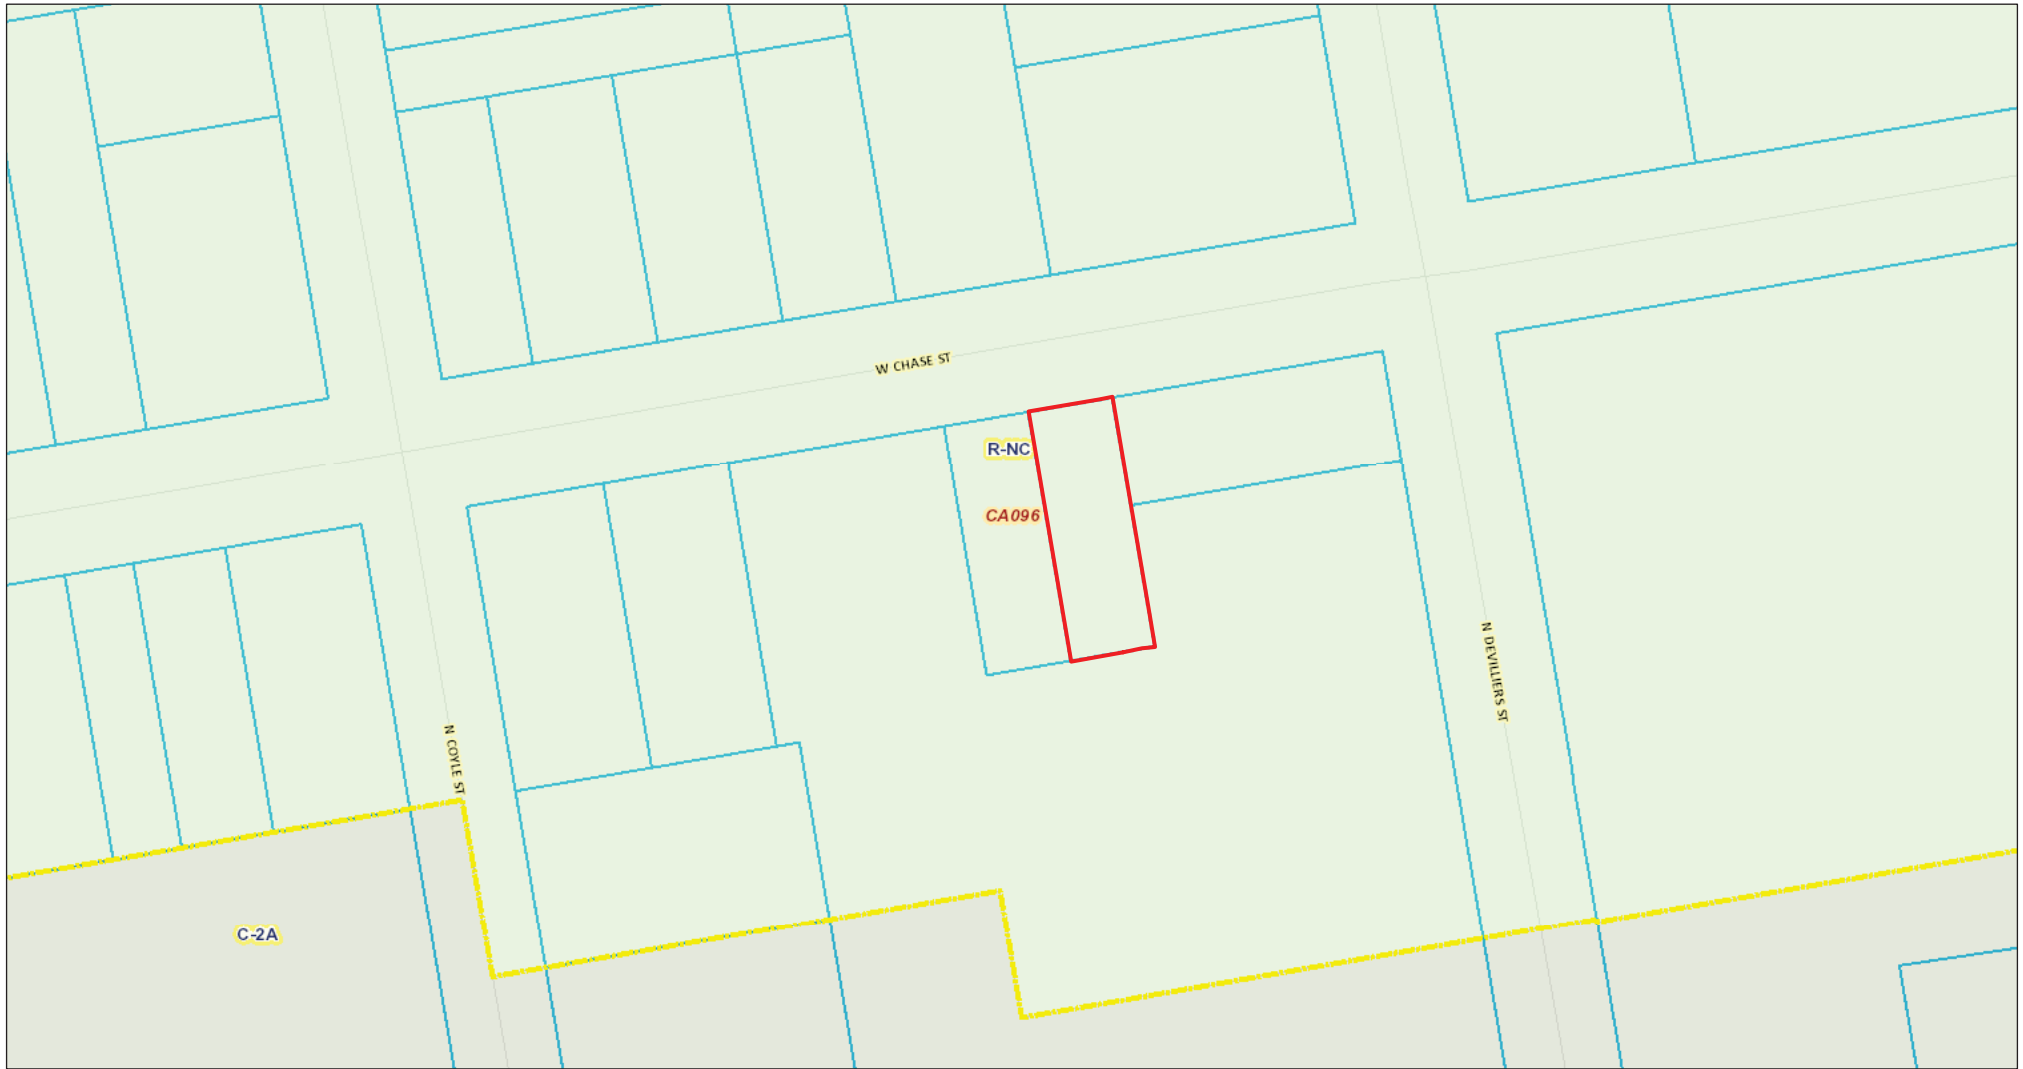 W CHASE ST
R-NC
CA096
N DEVILLIERS ST
N COYLE ST
C-2A